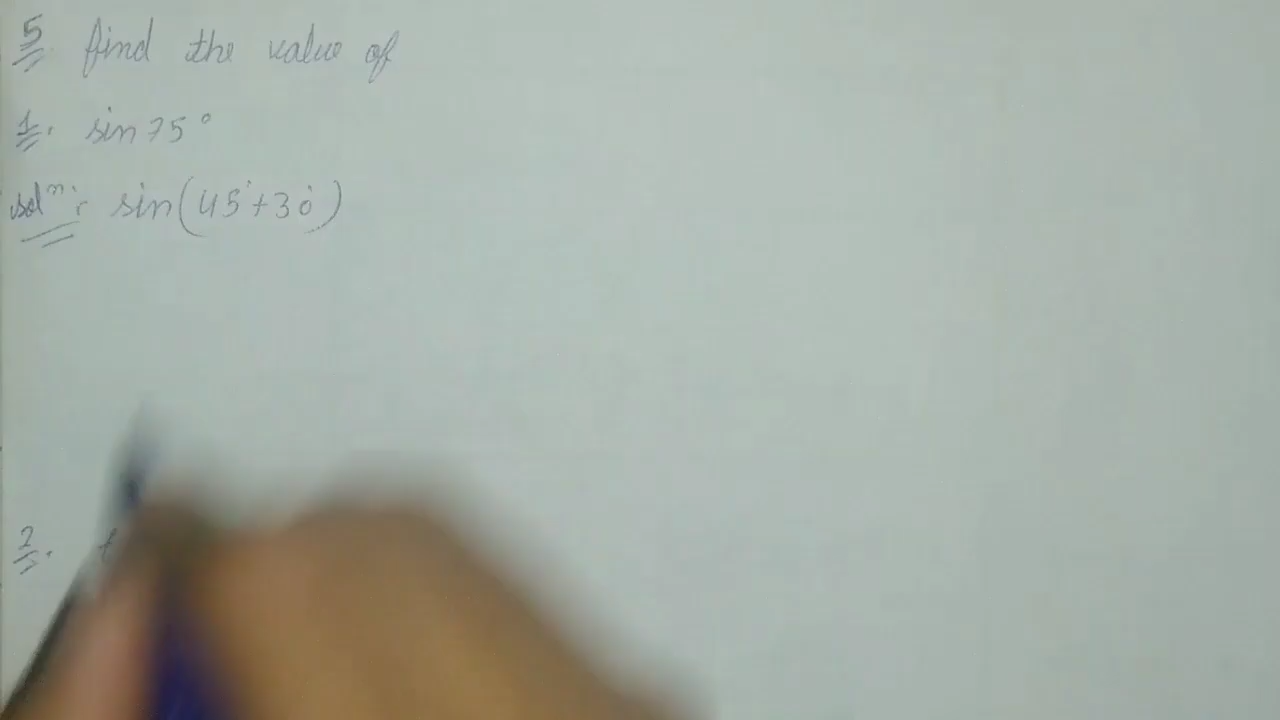 5 find the value of
1. sin 75°
solⁿ: sin(45°+30°)
2.